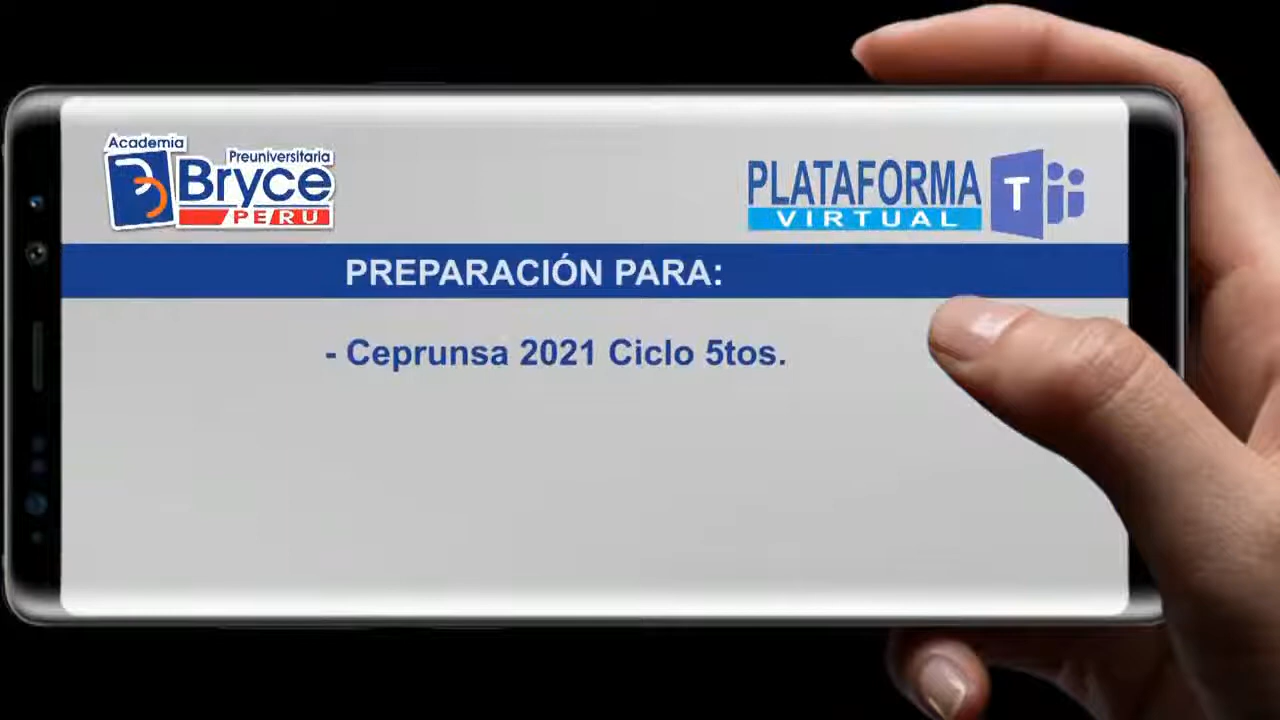 Academia
Preuniversitaria
Bryce
PERU
PLATAFORMA
VIRTUAL
T
PREPARACIÓN PARA:
- Ceprunsa 2021 Ciclo 5tos.